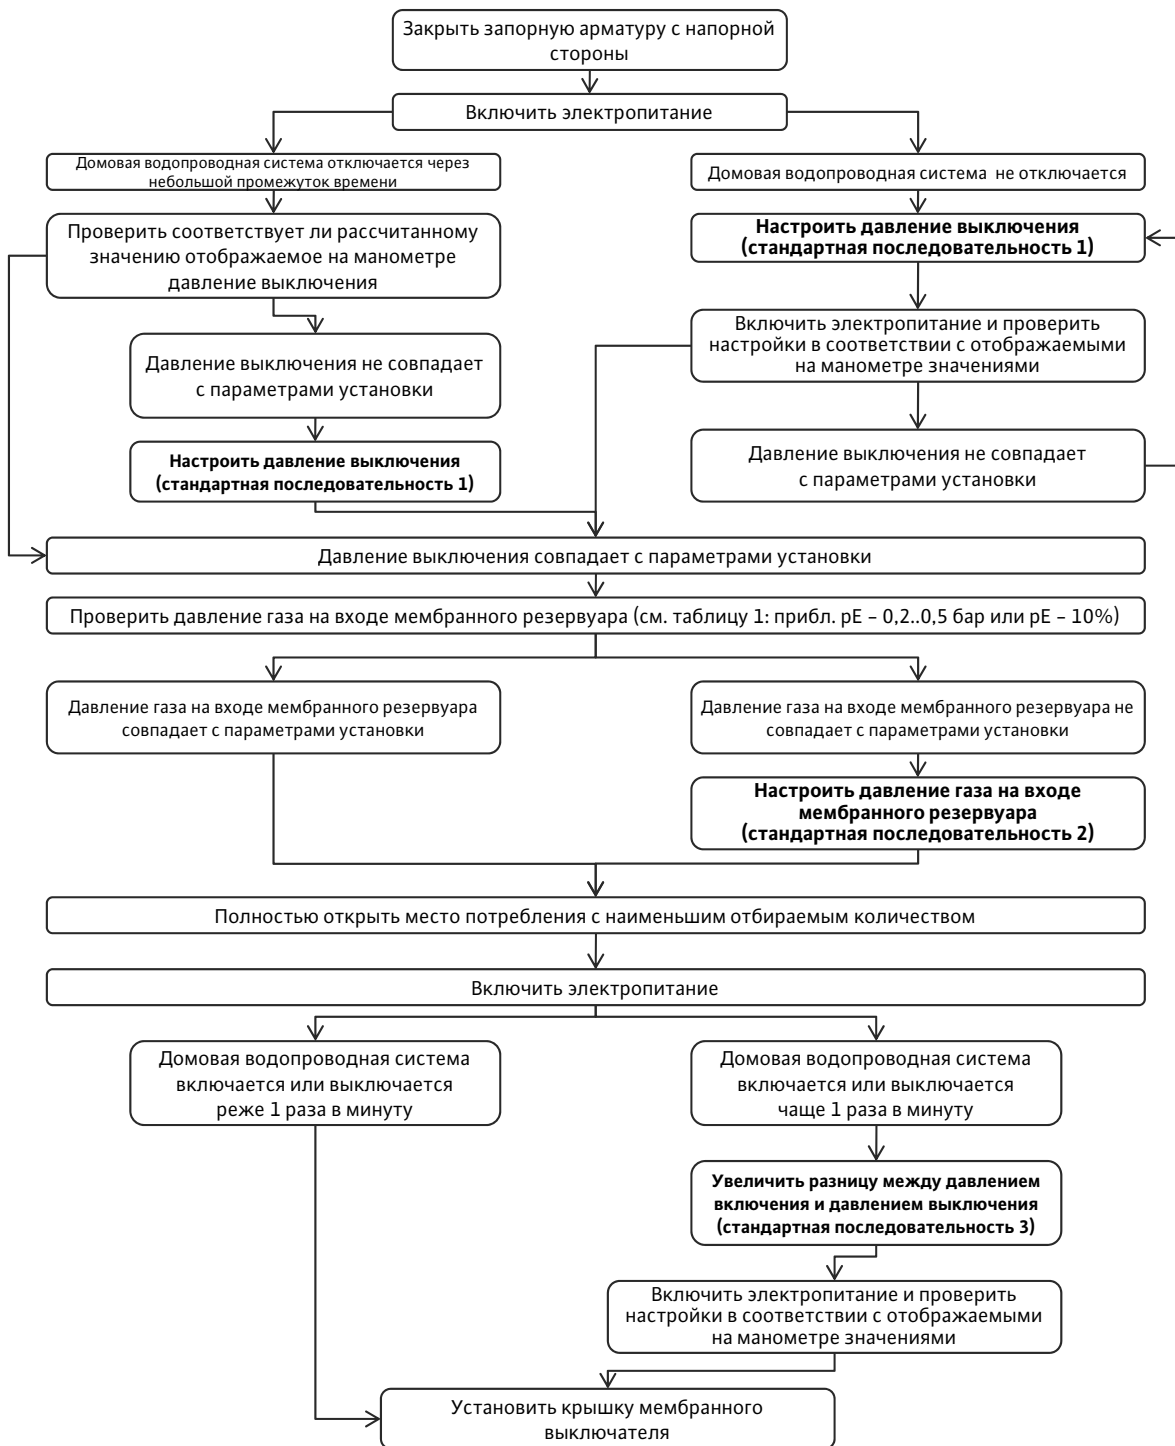 Закрыть запорную арматуру с напорной
стороны
Включить электропитание
Домовая водопроводная система отключается через
небольшой промежуток времени
Домовая водопроводная система не отключается
Проверить соответствует ли рассчитанному
значению отображаемое на манометре
давление выключения
Настроить давление выключения
(стандартная последовательность 1)
Давление выключения не совпадает
с параметрами установки
Включить электропитание и проверить
настройки в соответствии с отображаемыми
на манометре значениями
Настроить давление выключения
(стандартная последовательность 1)
Давление выключения не совпадает
с параметрами установки
Давление выключения совпадает с параметрами установки
Проверить давление газа на входе мембранного резервуара (см. таблицу 1: прибл. pE – 0,2..0,5 бар или pE – 10%)
Давление газа на входе мембранного резервуара
совпадает с параметрами установки
Давление газа на входе мембранного резервуара не
совпадает с параметрами установки
Настроить давление газа на входе
мембранного резервуара
(стандартная последовательность 2)
Полностью открыть место потребления с наименьшим отбираемым количеством
Включить электропитание
Домовая водопроводная система
включается или выключается
реже 1 раза в минуту
Домовая водопроводная система
включается или выключается
чаще 1 раза в минуту
Увеличить разницу между давлением
включения и давлением выключения
(стандартная последовательность 3)
Включить электропитание и проверить
настройки в соответствии с отображаемыми
на манометре значениями
Установить крышку мембранного
выключателя